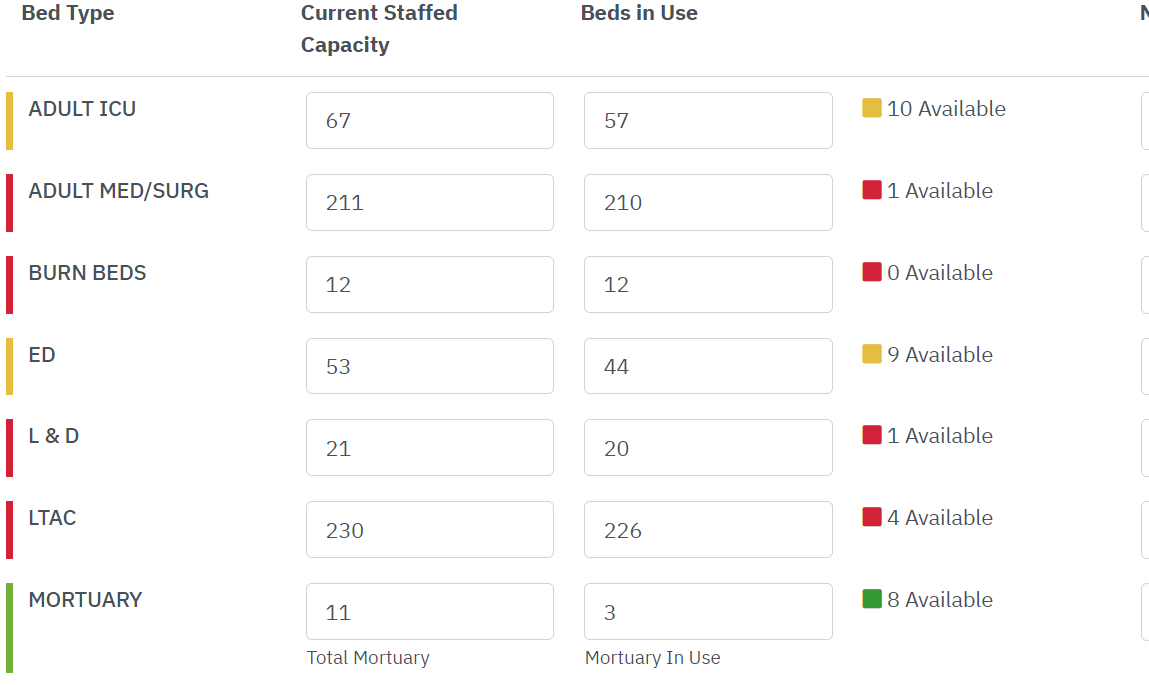 Bed Type Current Staffed Capacity Beds in Use
ADULT ICU 67 57 10 Available
ADULT MED/SURG 211 210 1 Available
BURN BEDS 12 12 0 Available
ED 53 44 9 Available
L & D 21 20 1 Available
LTAC 230 226 4 Available
MORTUARY 11 3 8 Available
Total Mortuary Mortuary In Use